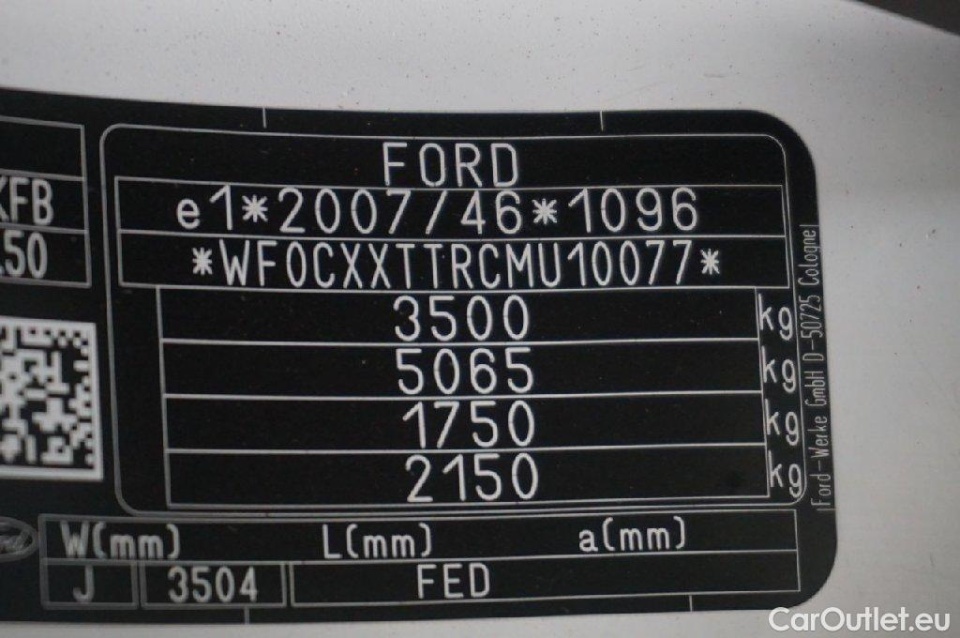 FORD
e1*2007/46*1096
*WF0CXXTTRCMU10077*
3500 kg
5065 kg
1750 kg
2150 kg
KFB
50
Ford-Werke GmbH D-50725 Cologne
W(mm) L(mm) a(mm)
J 3504 FED
CarOutlet.eu